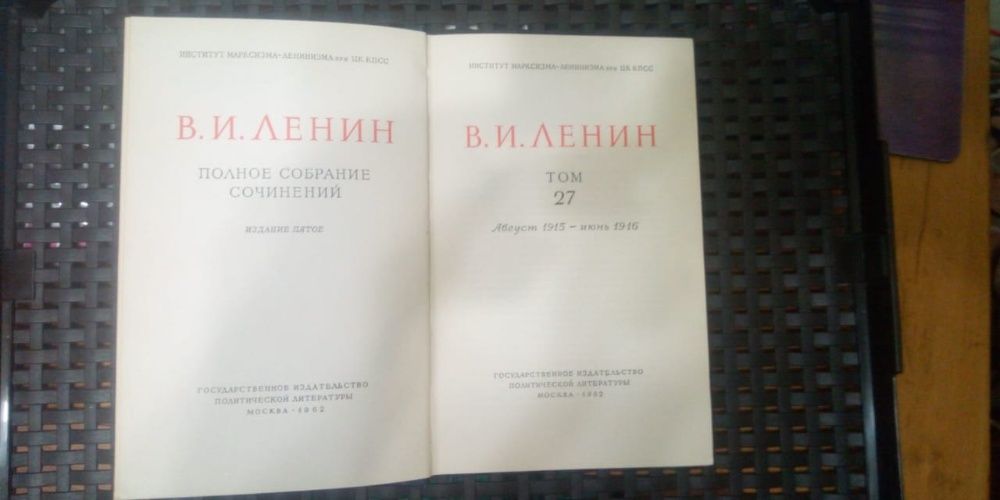 ИНСТИТУТ МАРКСИЗМА-ЛЕНИНИЗМА ПРИ ЦК КПСС
В. И. ЛЕНИН
ПОЛНОЕ СОБРАНИЕ
СОЧИНЕНИЙ
ИЗДАНИЕ ПЯТОЕ
ГОСУДАРСТВЕННОЕ ИЗДАТЕЛЬСТВО
ПОЛИТИЧЕСКОЙ ЛИТЕРАТУРЫ
МОСКВА · 1962
ИНСТИТУТ МАРКСИЗМА-ЛЕНИНИЗМА ПРИ ЦК КПСС
В. И. ЛЕНИН
ТОМ
27
Август 1915 – июнь 1916
ГОСУДАРСТВЕННОЕ ИЗДАТЕЛЬСТВО
ПОЛИТИЧЕСКОЙ ЛИТЕРАТУРЫ
МОСКВА · 1962